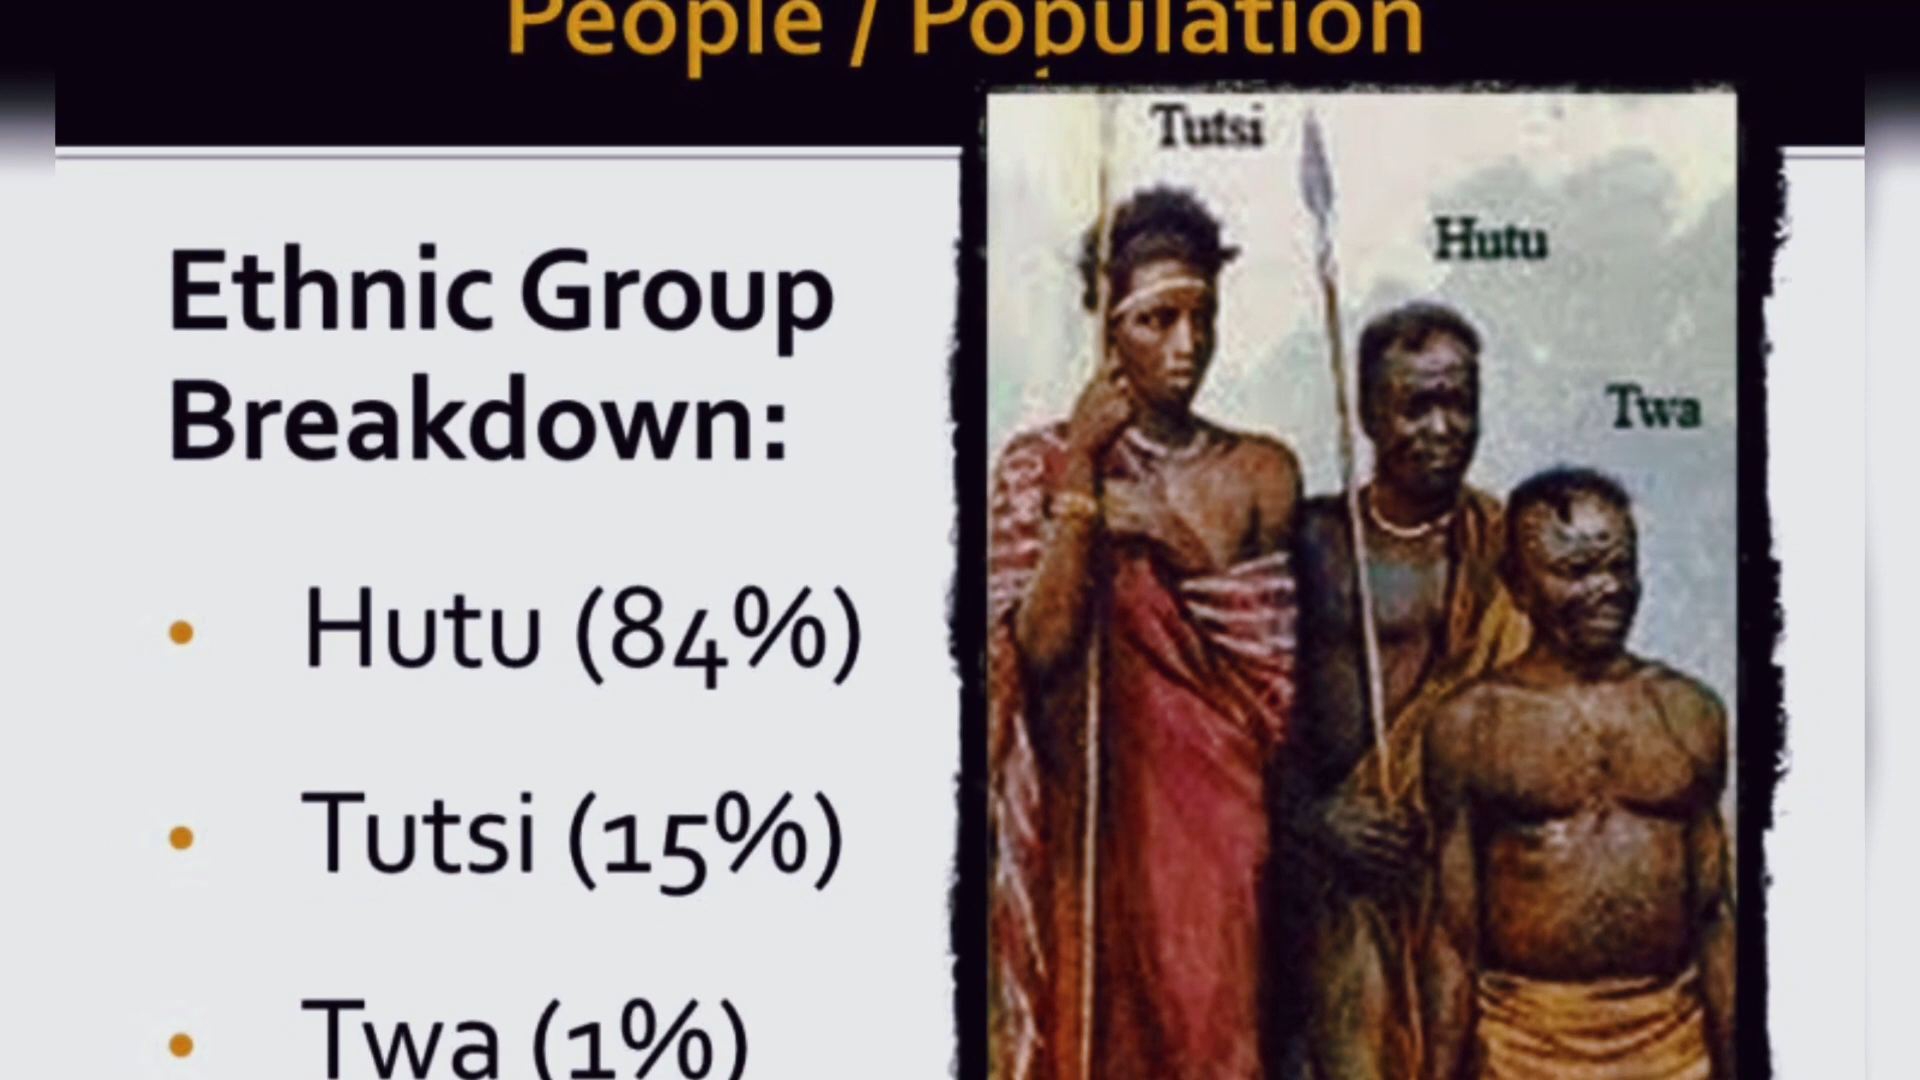 People / Population
Ethnic Group
Breakdown:
• Hutu (84%)
• Tutsi (15%)
• Twa (1%)
Tutsi
Hutu
Twa